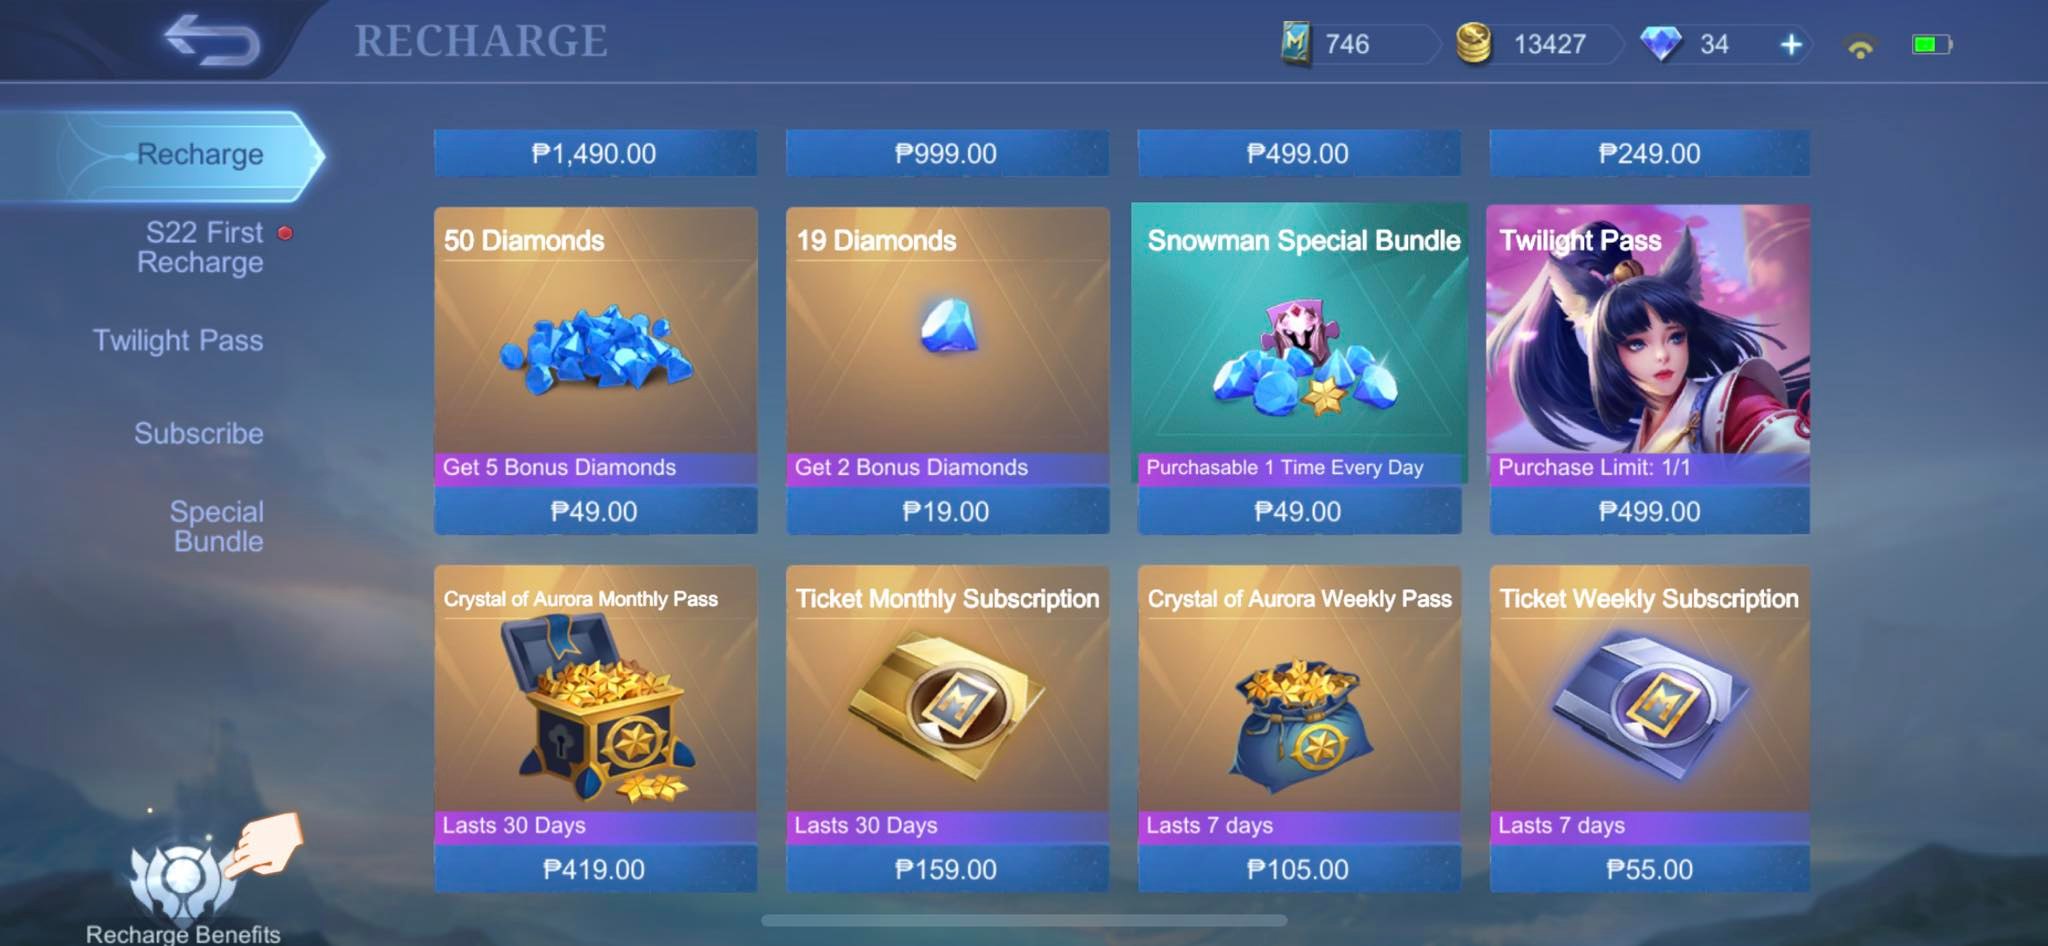 RECHARGE
746
13427
34
Recharge
S22 First
Recharge
Twilight Pass
Subscribe
Special
Bundle
Recharge Benefits
₱1,490.00
₱999.00
₱499.00
₱249.00
50 Diamonds
Get 5 Bonus Diamonds
₱49.00
19 Diamonds
Get 2 Bonus Diamonds
₱19.00
Snowman Special Bundle
Purchasable 1 Time Every Day
₱49.00
Twilight Pass
Purchase Limit: 1/1
₱499.00
Crystal of Aurora Monthly Pass
Lasts 30 Days
₱419.00
Ticket Monthly Subscription
Lasts 30 Days
₱159.00
Crystal of Aurora Weekly Pass
Lasts 7 days
₱105.00
Ticket Weekly Subscription
Lasts 7 days
₱55.00